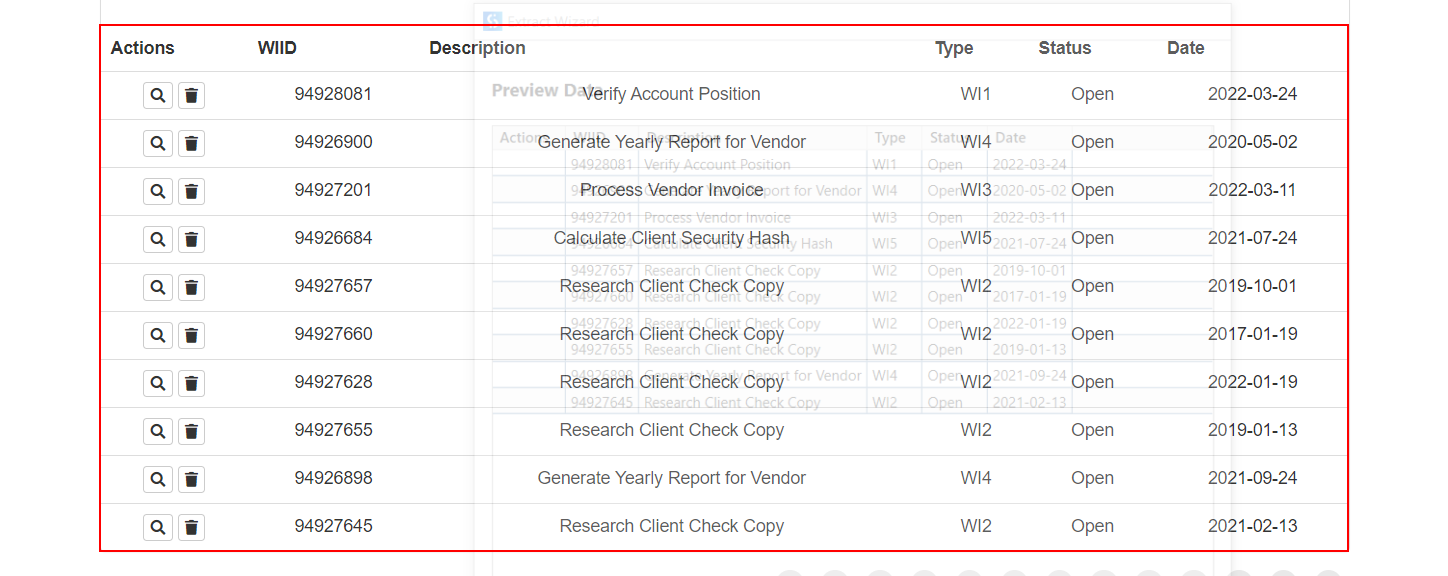 Extract Wizard
Actions WIID Description Type Status Date
Preview Data
94928081 Verify Account Position WI1 Open 2022-03-24
Actions WIID Description Type Status Date
94926900 Generate Yearly Report for Vendor WI4 Open 2020-05-02
94928081 Verify Account Position WI1 Open 2022-03-24
94927201 Process Vendor Invoice WI3 Open 2022-03-11
Report for Vendor WI4 Open 2020-05-02
94927201 Process Vendor Invoice WI3 Open 2022-03-11
94926684 Calculate Client Security Hash WI5 Open 2021-07-24
94926684 Calculate Client Security Hash WI5 Open 2021-07-24
94927657 Research Client Check Copy WI2 Open 2019-10-01
94927657 Research Client Check Copy WI2 Open 2019-10-01
94927660 Research Client Check Copy WI2 Open 2017-01-19
94927660 Research Client Check Copy WI2 Open 2017-01-19
94927628 Research Client Check Copy WI2 Open 2022-01-19
94927655 Research Client Check Copy WI2 Open 2019-01-13
94927628 Research Client Check Copy WI2 Open 2022-01-19
94926898 Generate Yearly Report for Vendor WI4 Open 2021-09-24
94927645 Research Client Check Copy WI2 Open 2021-02-13
94927655 Research Client Check Copy WI2 Open 2019-01-13
94926898 Generate Yearly Report for Vendor WI4 Open 2021-09-24
94927645 Research Client Check Copy WI2 Open 2021-02-13